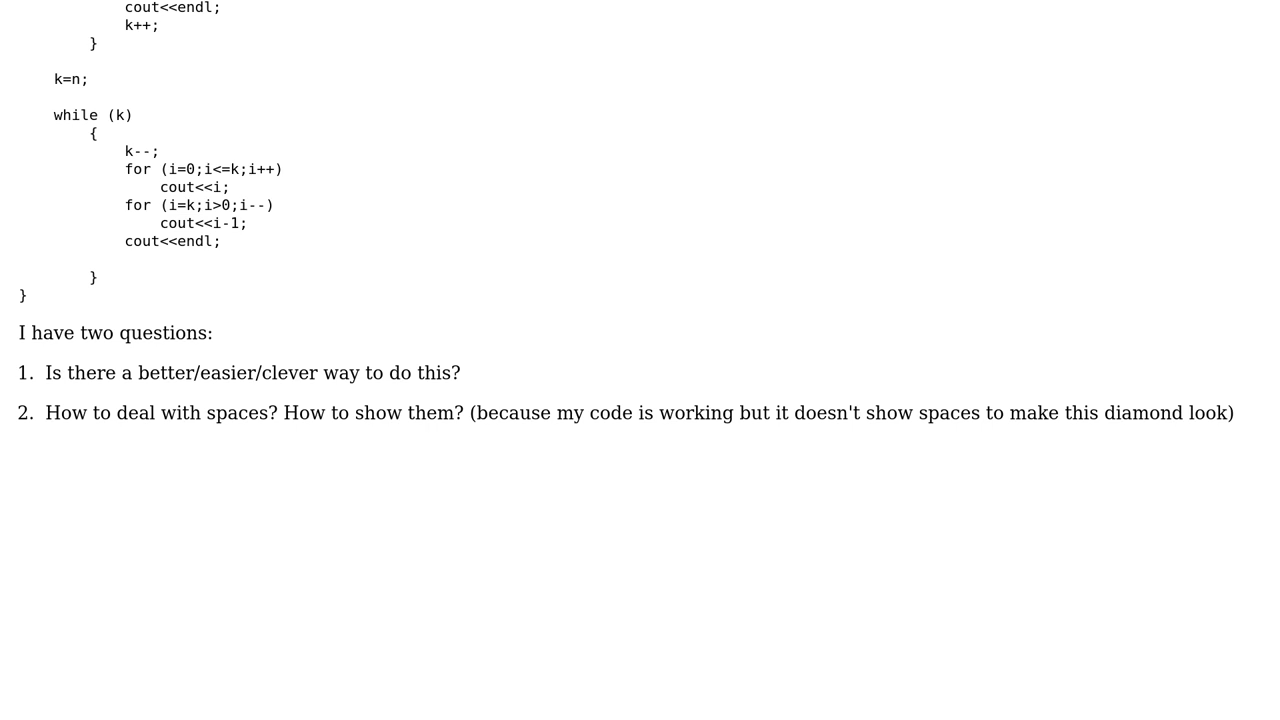 cout<<endl;
            k++;
        }

    k=n;

    while (k)
        {
            k--;
            for (i=0;i<=k;i++)
                cout<<i;
            for (i=k;i>0;i--)
                cout<<i-1;
            cout<<endl;

        }
}
I have two questions:
1. Is there a better/easier/clever way to do this?
2. How to deal with spaces? How to show them? (because my code is working but it doesn't show spaces to make this diamond look)